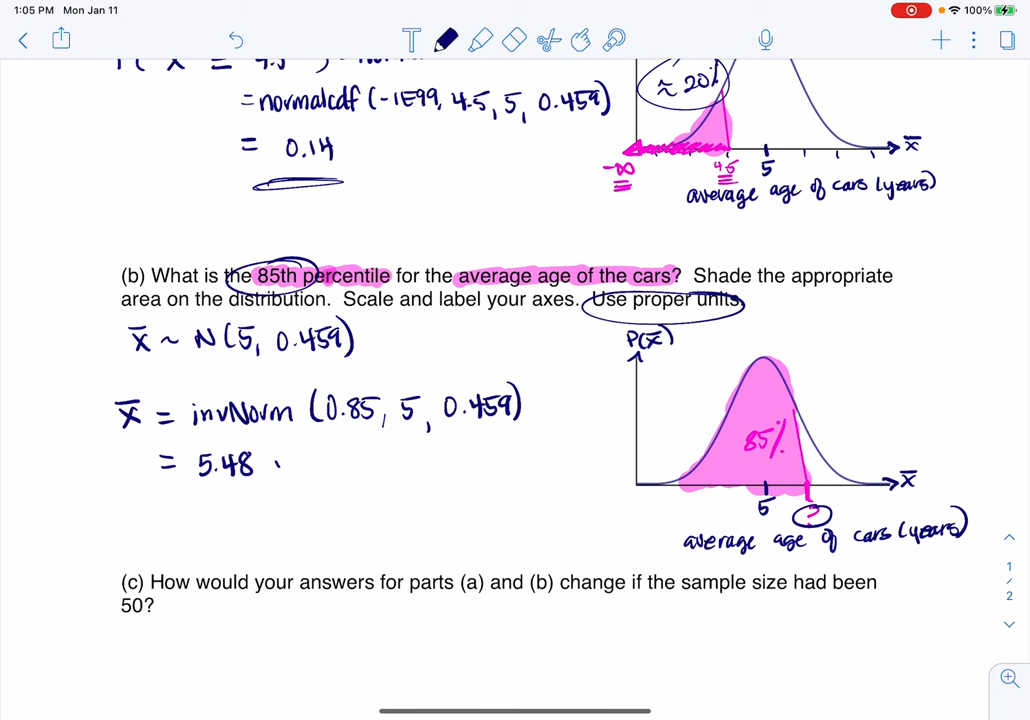 1:05 PM Mon Jan 11
100%
=normalcdf (-1E99, 4.5, 5, 0.459)
= 0.14
≈ 20%
-∞
4.5
5
x̄
average age of cars (years)
(b) What is the 85th percentile for the average age of the cars? Shade the appropriate
area on the distribution. Scale and label your axes. Use proper units.
x̄ ~ N(5, 0.459)
x̄ = invNorm (0.85, 5, 0.459)
= 5.48
P(x̄)
85%
x̄
5
?
average age of cars (years)
(c) How would your answers for parts (a) and (b) change if the sample size had been
50?
1
/
2